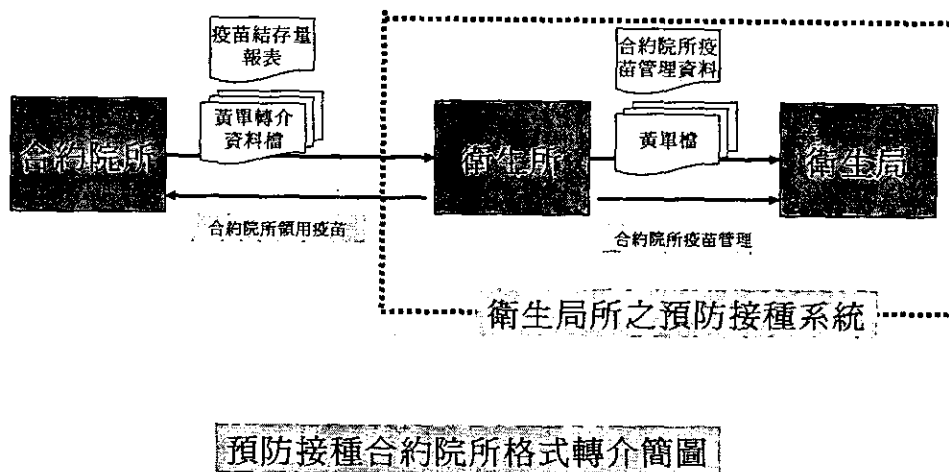 疫苗結存量
報表
合約院所疫
苗管理資料
合約院所
黃單轉介
資料檔
衛生所
黃單檔
衛生局
合約院所領用疫苗
合約院所疫苗管理
衛生局所之預防接種系統
預防接種合約院所格式轉介簡圖